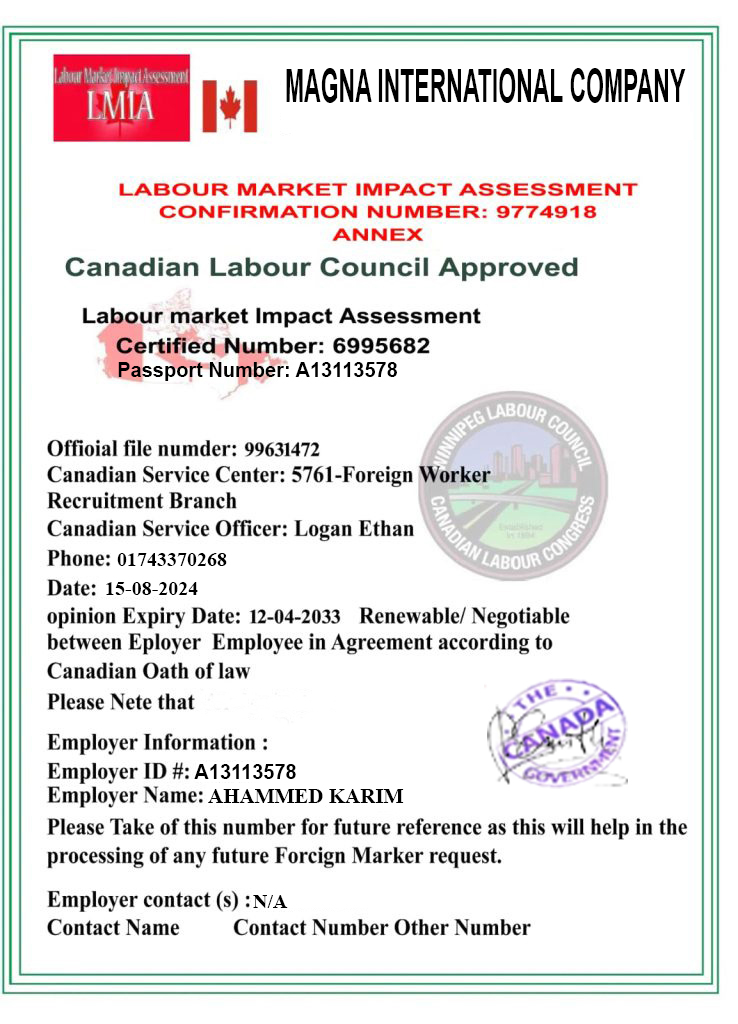 Labour Market Impact Assessment
LMIA
MAGNA INTERNATIONAL COMPANY
LABOUR MARKET IMPACT ASSESSMENT
CONFIRMATION NUMBER: 9774918
ANNEX
Canadian Labour Council Approved
Labour market Impact Assessment
Certified Number: 6995682
Passport Number: A13113578
WINNIPEG LABOUR COUNCIL
Established
in 1894
CANADIAN LABOUR CONGRESS
Offioial file numder: 99631472
Canadian Service Center: 5761-Foreign Worker
Recruitment Branch
Canadian Service Officer: Logan Ethan
Phone: 01743370268
Date: 15-08-2024
opinion Expiry Date: 12-04-2033 Renewable/ Negotiable
between Eployer Employee in Agreement according to
Canadian Oath of law
Please Nete that
THE
CANADA
GOVERNMENT
Employer Information :
Employer ID #: A13113578
Employer Name: AHAMMED KARIM
Please Take of this number for future reference as this will help in the
processing of any future Forcign Marker request.
Employer contact (s) : N/A
Contact Name Contact Number Other Number